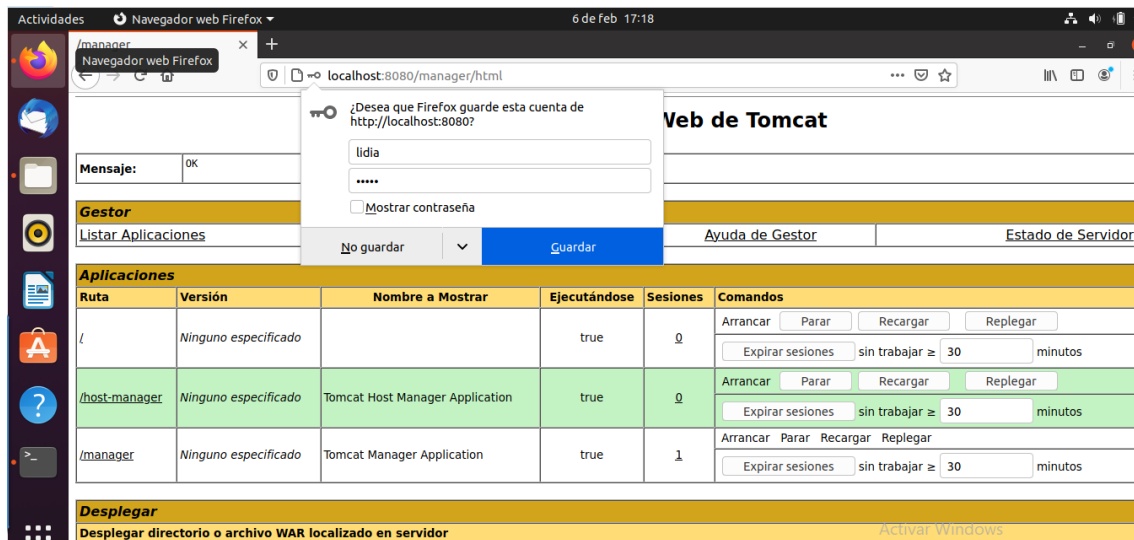 Actividades Navegador web Firefox 6 de feb 17:18
/manager
Navegador web Firefox
localhost:8080/manager/html
¿Desea que Firefox guarde esta cuenta de
http://localhost:8080?
lidia
•••••
Mostrar contraseña
No guardar Guardar
Web de Tomcat
Mensaje: OK
Gestor
Listar Aplicaciones Ayuda de Gestor Estado de Servidor
Aplicaciones
Ruta Versión Nombre a Mostrar Ejecutándose Sesiones Comandos
/ Ninguno especificado true 0 Arrancar Parar Recargar Replegar
Expirar sesiones sin trabajar ≥ 30 minutos
/host-manager Ninguno especificado Tomcat Host Manager Application true 0 Arrancar Parar Recargar Replegar
Expirar sesiones sin trabajar ≥ 30 minutos
/manager Ninguno especificado Tomcat Manager Application true 1 Arrancar Parar Recargar Replegar
Expirar sesiones sin trabajar ≥ 30 minutos
Desplegar
Desplegar directorio o archivo WAR localizado en servidor
Activar Windows